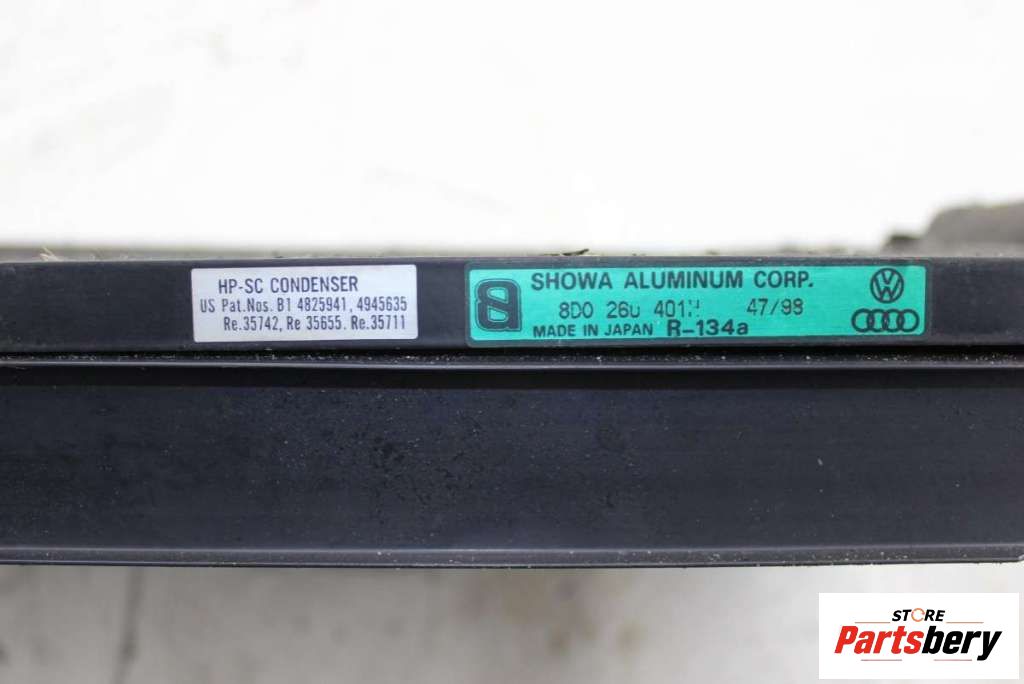 HP-SC CONDENSER
US Pat.Nos. B1 4825941, 4945635
Re.35742, Re 35655. Re.35711
SHOWA ALUMINUM CORP.
8D0 260 401 47/98
MADE IN JAPAN R-134a
STORE
Partsbery